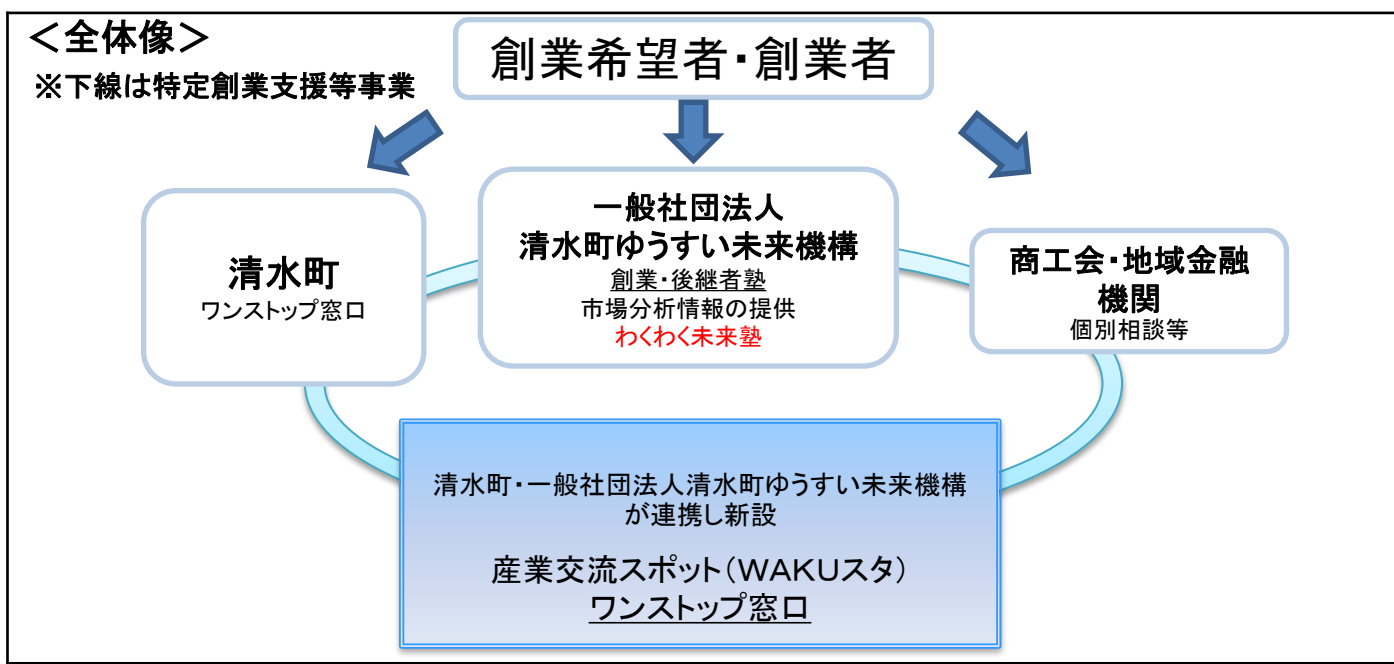 ＜全体像＞
※下線は特定創業支援等事業
創業希望者・創業者
清水町
ワンストップ窓口
一般社団法人
清水町ゆうすい未来機構
創業・後継者塾
市場分析情報の提供
わくわく未来塾
商工会・地域金融
機関
個別相談等
清水町・一般社団法人清水町ゆうすい未来機構
が連携し新設
産業交流スポット（WAKUスタ）
ワンストップ窓口